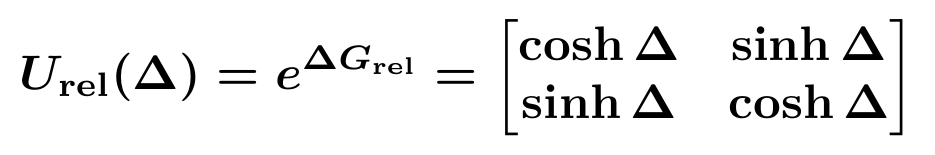 U_rel(Δ) = e^{ΔG_rel} = [cosh Δ sinh Δ
sinh Δ cosh Δ]